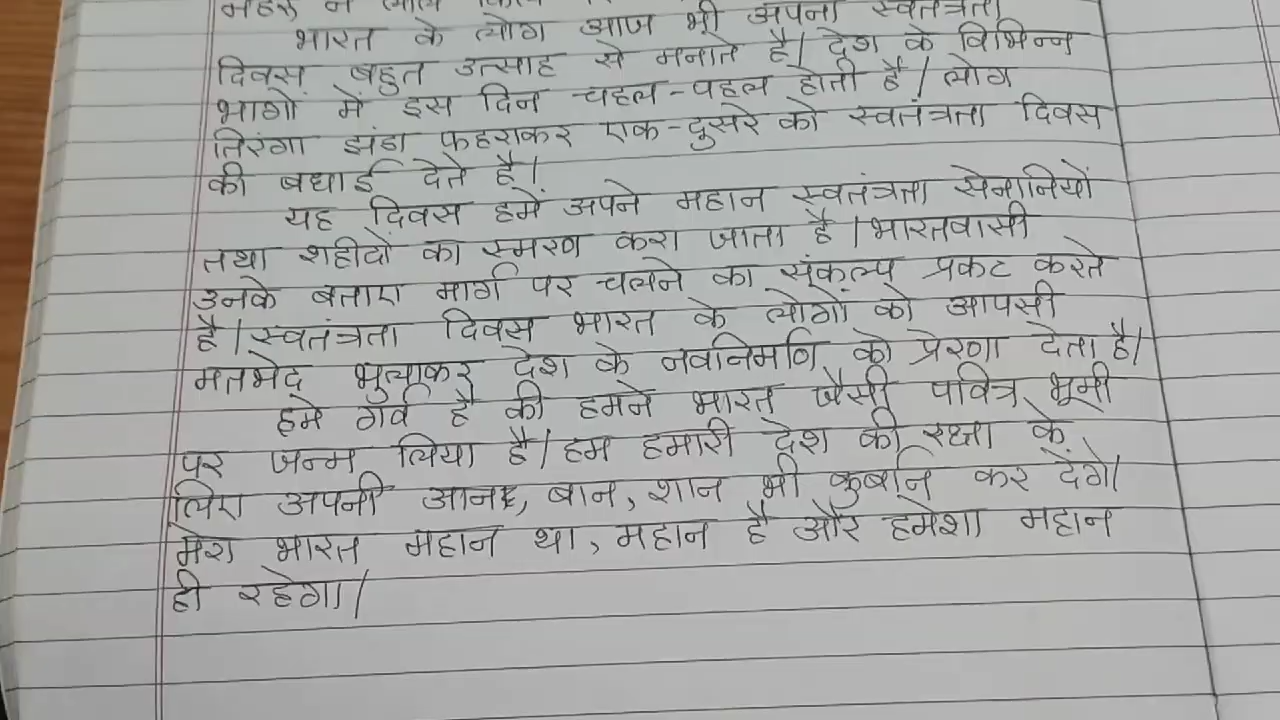 नेहरू ने लाल किले
भारत के लोग आज भी अपना स्वतंत्रता
दिवस बहुत उत्साह से मनाते है। देश के विभिन्न
भागों में इस दिन चहल-पहल होती है। लोग
तिरंगा झंडा फहराकर एक-दुसरे को स्वतंत्रता दिवस
की बधाई देते है।
यह दिवस हमें अपने महान स्वतंत्रता सेनानियों
तथा शहीदों का स्मरण करा जाता है। भारतवासी
उनके बताए मार्ग पर चलने का संकल्प प्रकट करते
है। स्वतंत्रता दिवस भारत के लोगों को आपसी
मतभेद भुलाकर देश के नवनिर्माण की प्रेरणा देता है।
हमे गर्व है की हमने भारत जैसी पवित्र भूमी
पर जन्म लिया है। हम हमारी देश की रक्षा के
लिए अपनी आन, बान, शान भी कुर्बान कर देंगे।
मेरा भारत महान था, महान है और हमेशा महान
ही रहेगा।